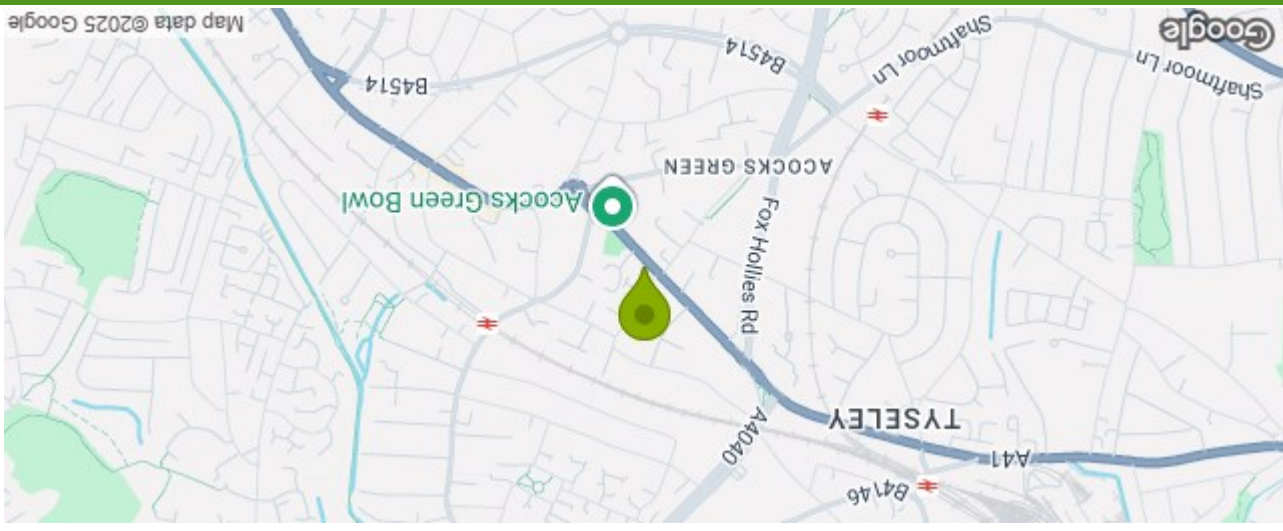 B4146
A41
TYSELEY
A4040
Fox Hollies Rd
Acocks Green Bowl
ACOCKS GREEN
B4514
B4514
Shaftmoor Ln
Shaftmoor Ln
Google
Map data ©2025 Google